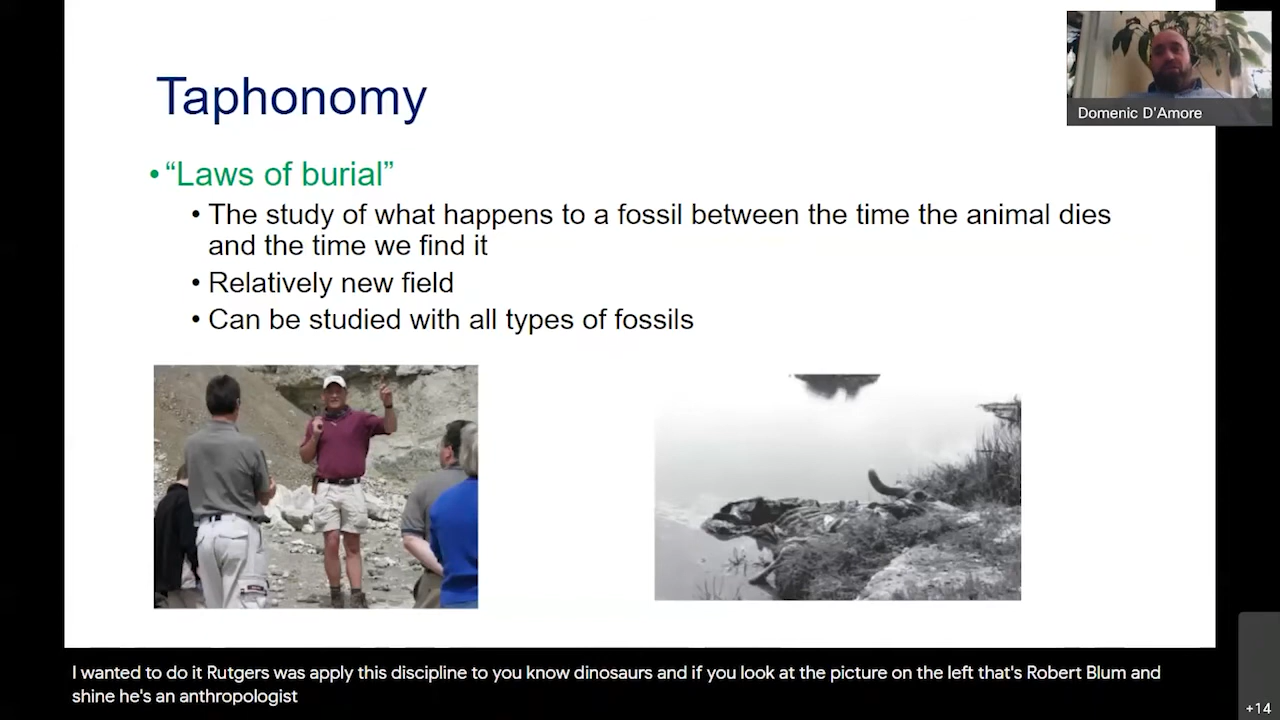 Taphonomy
Domenic D'Amore
• “Laws of burial”
• The study of what happens to a fossil between the time the animal dies
and the time we find it
• Relatively new field
• Can be studied with all types of fossils
I wanted to do it Rutgers was apply this discipline to you know dinosaurs and if you look at the picture on the left that's Robert Blum and
shine he's an anthropologist
+14